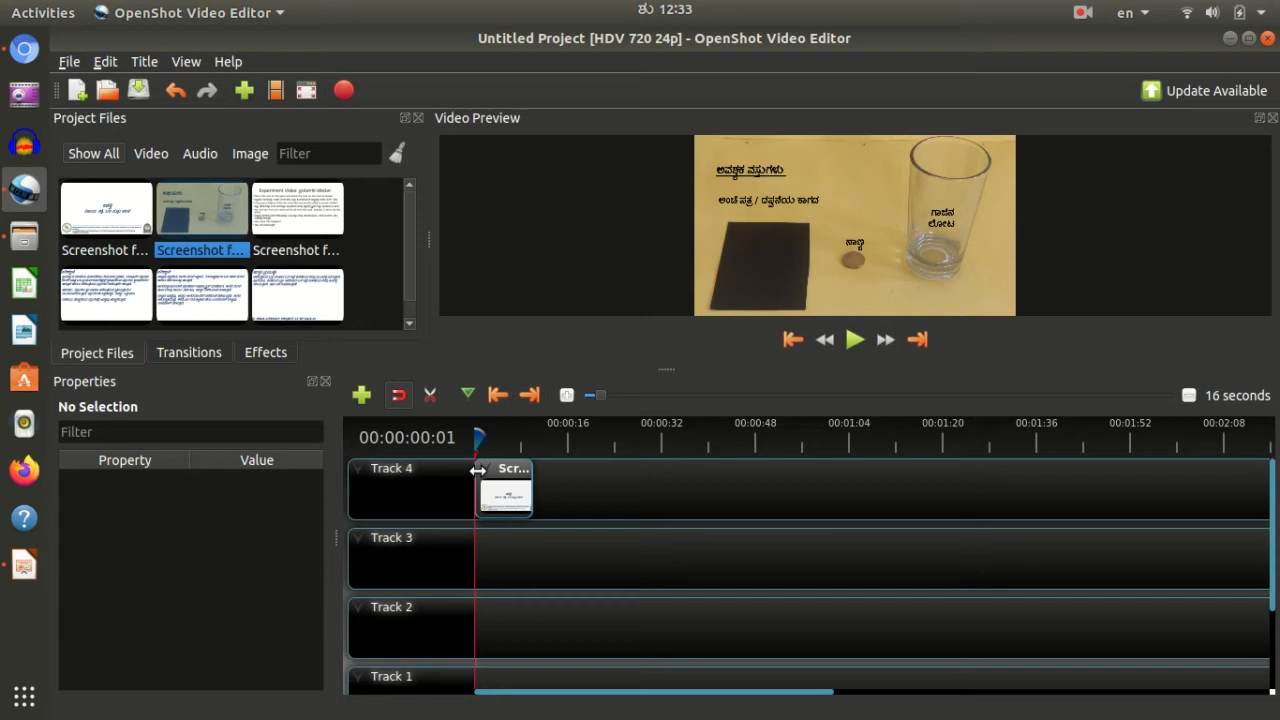 Activities
OpenShot Video Editor
ಶು 12:33
en
Untitled Project [HDV 720 24p] - OpenShot Video Editor
File Edit Title View Help
Update Available
Project Files
Video Preview
Show All Video Audio Image Filter
ಅವಶ್ಯಕ ವಸ್ತುಗಳು
ಅಂಚೆ ಪತ್ರ / ದಪ್ಪನೆಯ ಕಾಗದ
ಗಾಜಿನ
ಲೋಟ
ನಾಣ್ಯ
Screenshot f... Screenshot f... Screenshot f...
Project Files Transitions Effects
Properties
No Selection
Filter
Property Value
16 seconds
00:00:00:01
00:00:16 00:00:32 00:00:48 00:01:04 00:01:20 00:01:36 00:01:52 00:02:08
Track 4
Scr...
Track 3
Track 2
Track 1